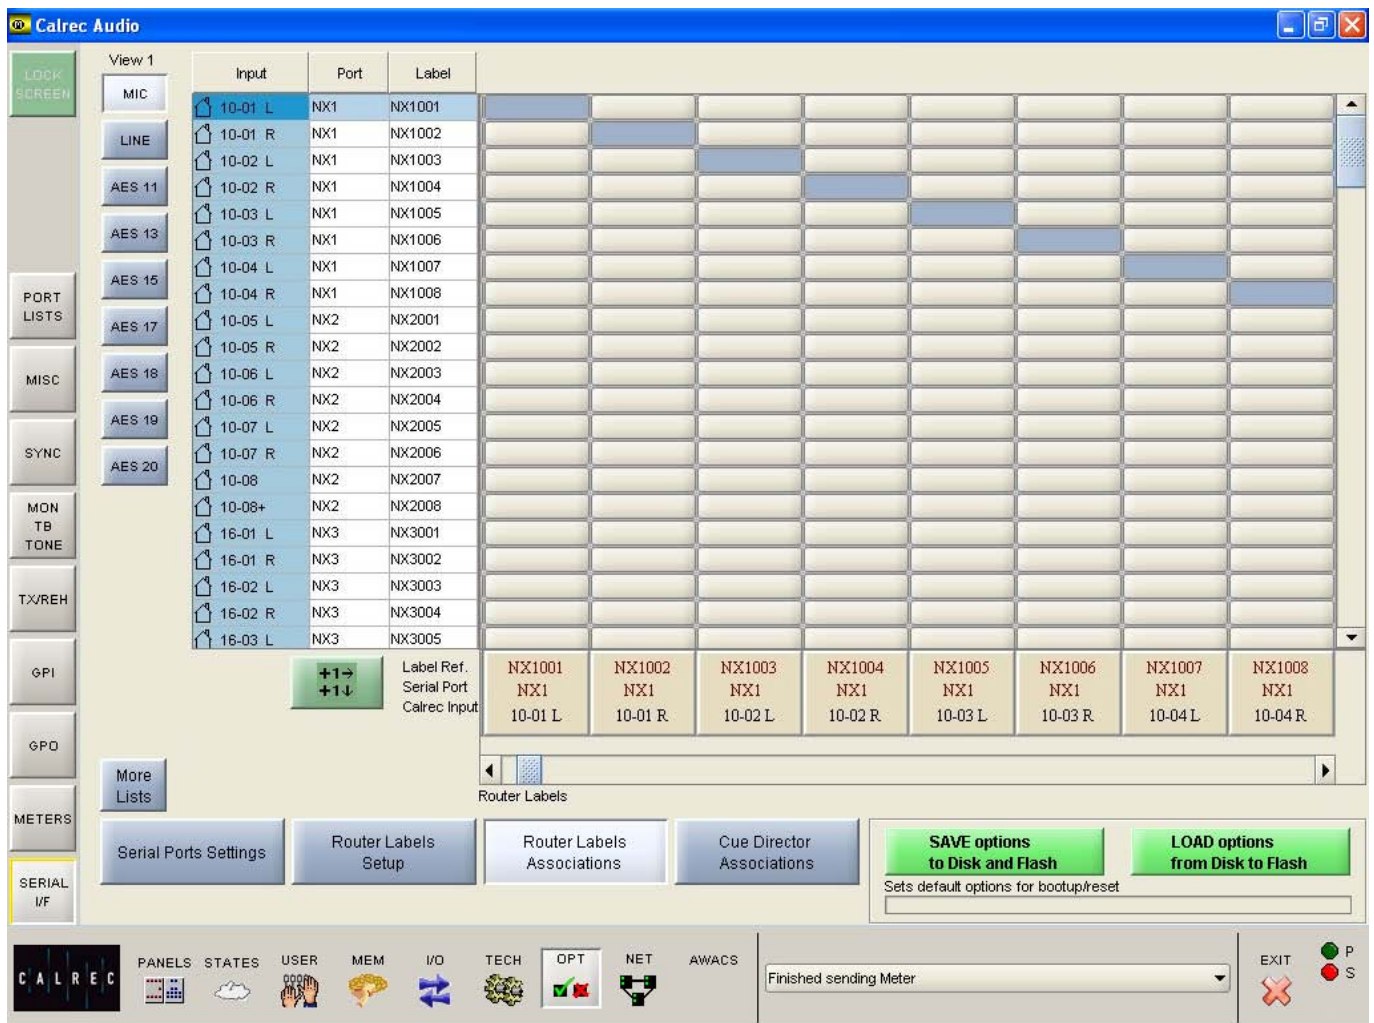 Calrec Audio
LOCK
SCREEN
View 1
MIC
LINE
AES 11
AES 13
AES 15
AES 17
AES 18
AES 19
AES 20
PORT
LISTS
MISC
SYNC
MON
TB
TONE
TX/REH
GPI
GPO
METERS
SERIAL
I/F
Input Port Label
10-01 L NX1 NX1001
10-01 R NX1 NX1002
10-02 L NX1 NX1003
10-02 R NX1 NX1004
10-03 L NX1 NX1005
10-03 R NX1 NX1006
10-04 L NX1 NX1007
10-04 R NX1 NX1008
10-05 L NX2 NX2001
10-05 R NX2 NX2002
10-06 L NX2 NX2003
10-06 R NX2 NX2004
10-07 L NX2 NX2005
10-07 R NX2 NX2006
10-08 NX2 NX2007
10-08+ NX2 NX2008
16-01 L NX3 NX3001
16-01 R NX3 NX3002
16-02 L NX3 NX3003
16-02 R NX3 NX3004
16-03 L NX3 NX3005
+1→
+1↓
Label Ref. NX1001 NX1002 NX1003 NX1004 NX1005 NX1006 NX1007 NX1008
Serial Port NX1 NX1 NX1 NX1 NX1 NX1 NX1 NX1
Calrec Input 10-01 L 10-01 R 10-02 L 10-02 R 10-03 L 10-03 R 10-04 L 10-04 R
More
Lists
Router Labels
Serial Ports Settings
Router Labels
Setup
Router Labels
Associations
Cue Director
Associations
SAVE options
to Disk and Flash
LOAD options
from Disk to Flash
Sets default options for bootup/reset
CALREC
PANELS STATES USER MEM I/O TECH OPT NET AWACS
Finished sending Meter
EXIT
P
S